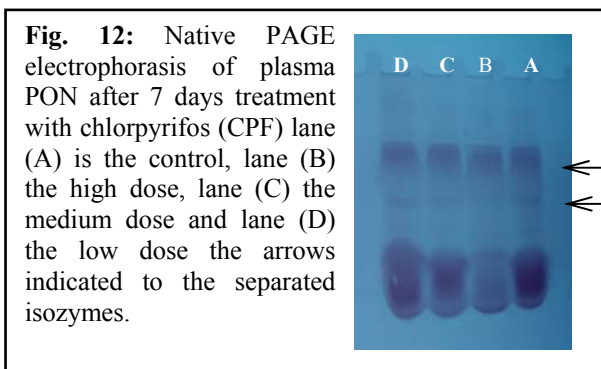 Fig. 12: Native PAGE
electrophorasis of plasma
PON after 7 days treatment
with chlorpyrifos (CPF) lane
(A) is the control, lane (B)
the high dose, lane (C) the
medium dose and lane (D)
the low dose the arrows
indicated to the separated
isozymes.
D C B A